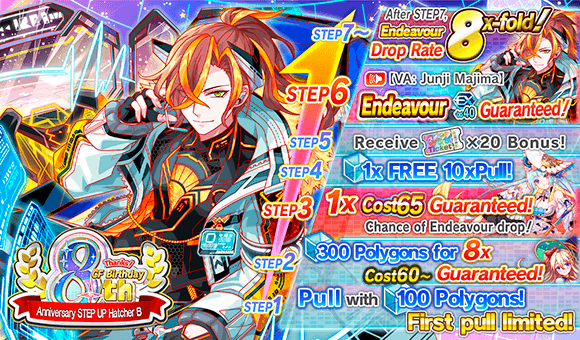 STEP7~
After STEP7,
Endeavour
Drop Rate
8x-fold!
【VA: Junji Majima】
STEP6
Endeavour EX Lv.40 Guaranteed!
STEP5
Receive Ticket ×20 Bonus!
STEP4
1x FREE 10xPull!
STEP3
1x Cost65 Guaranteed!
Chance of Endeavour drop!
STEP2
300 Polygons for 8x
Cost60~ Guaranteed!
STEP1
Pull with 100 Polygons!
First pull limited!
Thanks!
CF Birthday
8th
Anniversary STEP UP Hatcher B